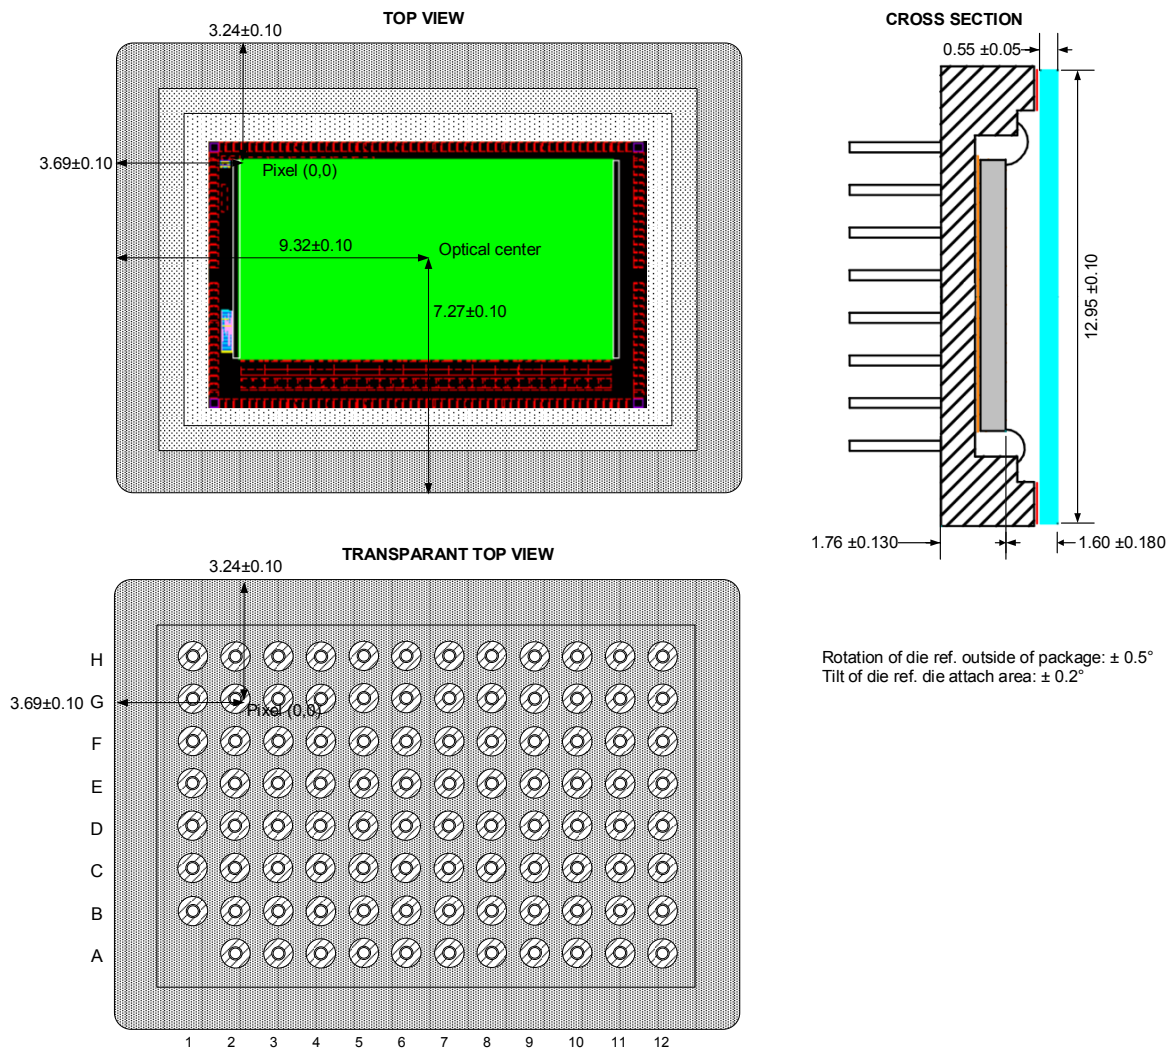 TOP VIEW
3.24±0.10
3.69±0.10
Pixel (0,0)
9.32±0.10
Optical center
7.27±0.10
CROSS SECTION
0.55 ±0.05
12.95 ±0.10
1.76 ±0.130
1.60 ±0.180
TRANSPARANT TOP VIEW
3.24±0.10
H
3.69±0.10 G
Pixel (0,0)
F
E
D
C
B
A
1 2 3 4 5 6 7 8 9 10 11 12
Rotation of die ref. outside of package: ± 0.5°
Tilt of die ref. die attach area: ± 0.2°